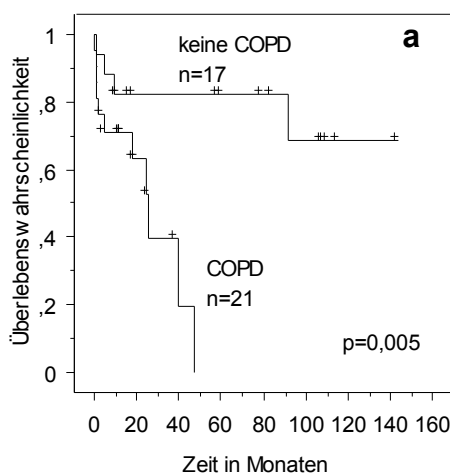 a
keine COPD
n=17
COPD
n=21
p=0,005
Überlebenswahrscheinlichkeit
1
,8
,6
,4
,2
0
0 20 40 60 80 100 120 140 160
Zeit in Monaten